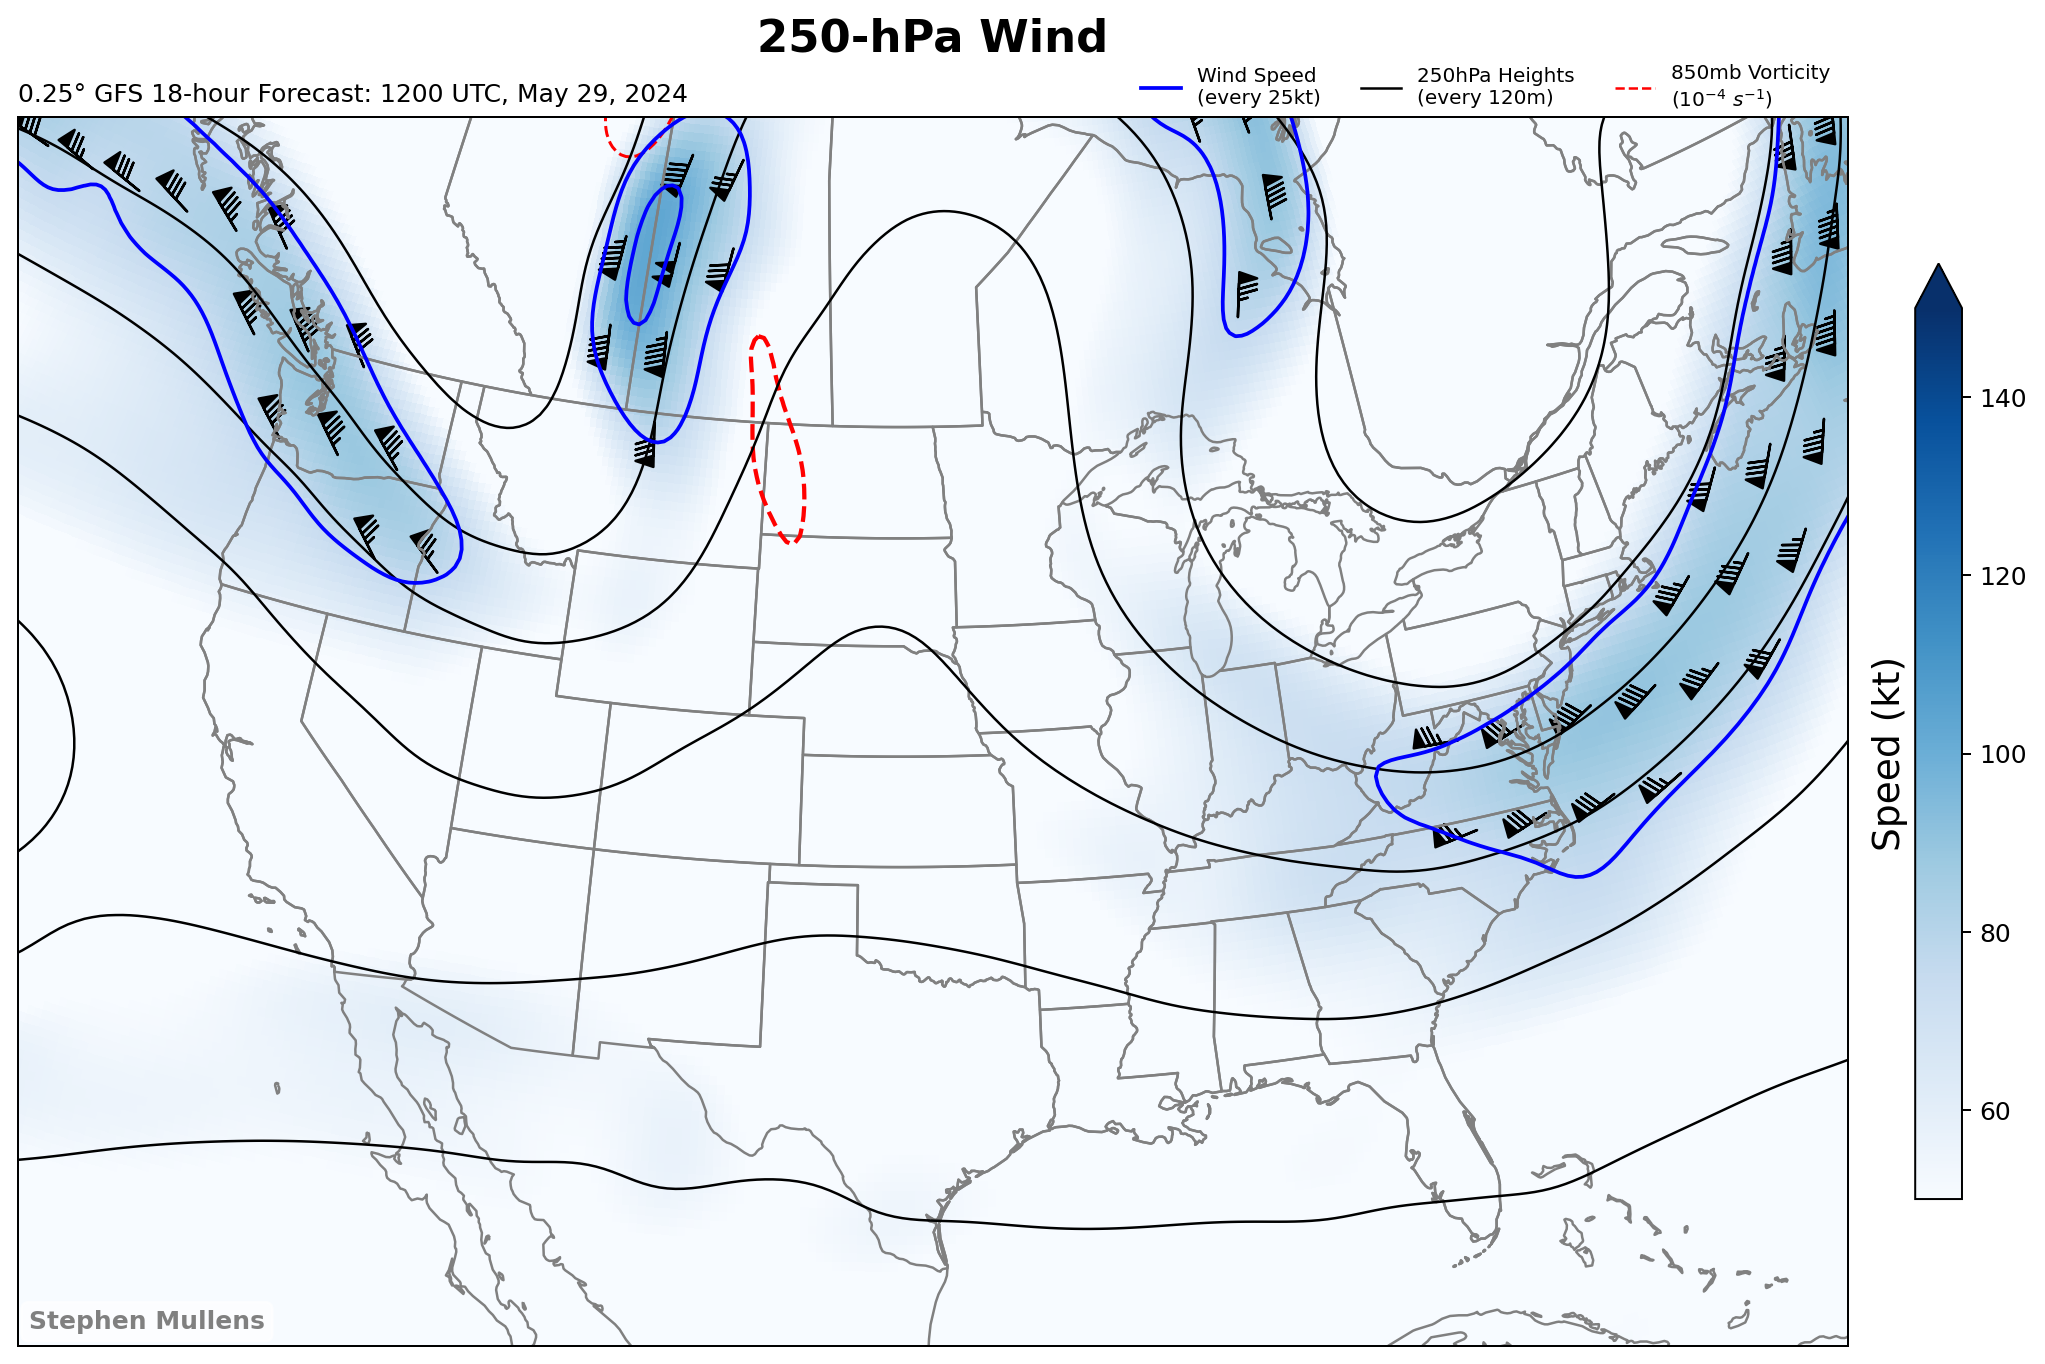 250-hPa Wind
0.25° GFS 18-hour Forecast: 1200 UTC, May 29, 2024
Wind Speed
(every 25kt)
250hPa Heights
(every 120m)
850mb Vorticity
(10⁻⁴ s⁻¹)
140
120
100
80
60
Speed (kt)
Stephen Mullens